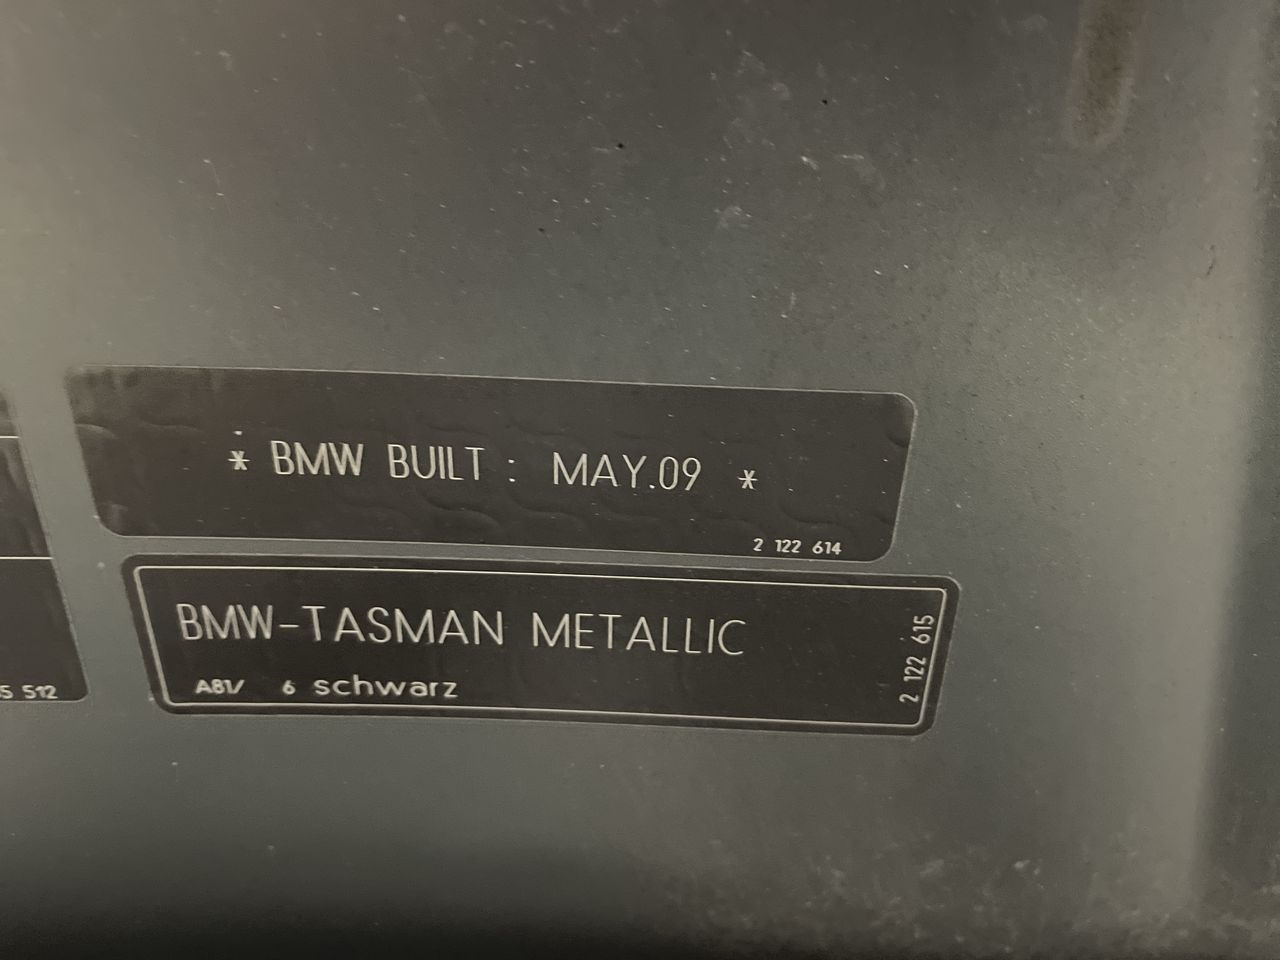 * BMW BUILT : MAY.09 *
2 122 614
BMW-TASMAN METALLIC
A81/ 6 schwarz
2 122 615
5 512